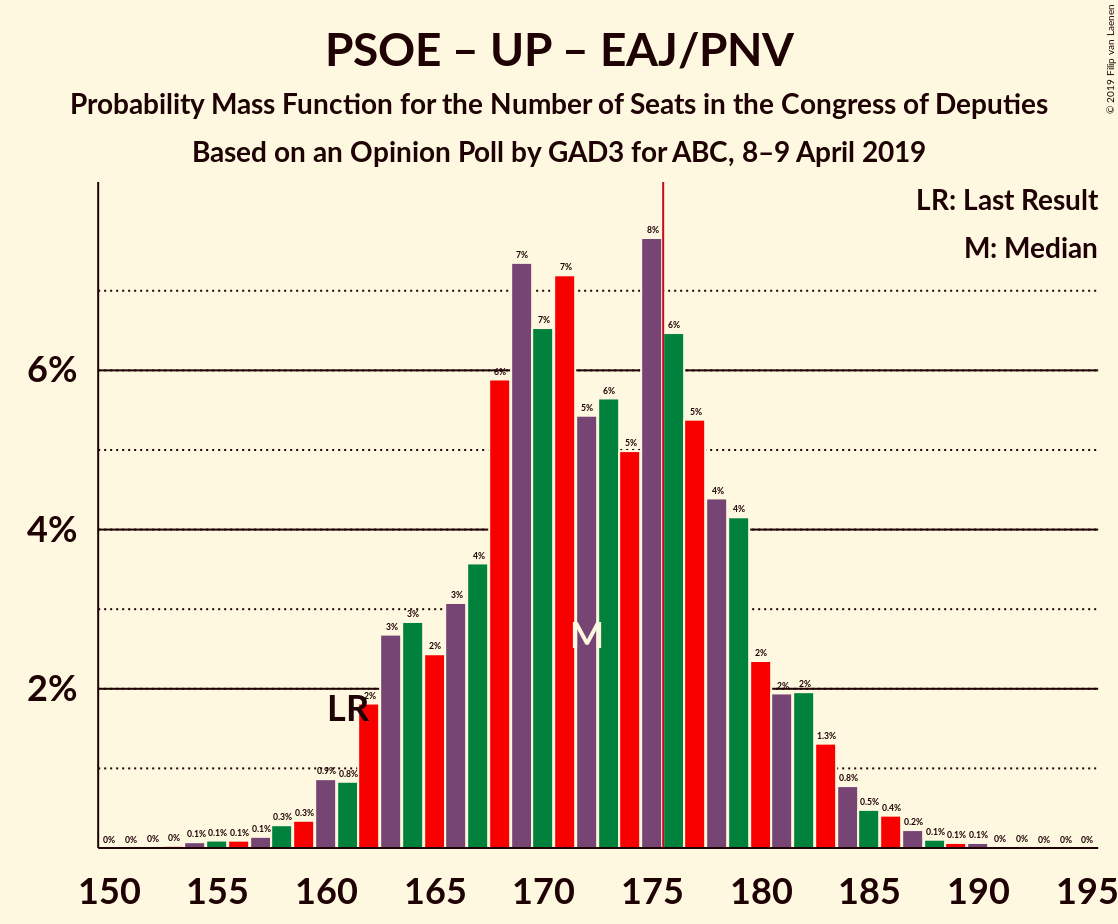 PSOE – UP – EAJ/PNV
Probability Mass Function for the Number of Seats in the Congress of Deputies
Based on an Opinion Poll by GAD3 for ABC, 8–9 April 2019
© 2019 Filip van Laenen
LR: Last Result
M: Median
6%
4%
2%
0% 0% 0% 0% 0.1% 0.1% 0.1% 0.1% 0.3% 0.3% 0.9% 0.8% 2% 3% 3% 2% 3% 4% 6% 7% 7% 7% 5% 6% 5% 8% 6% 5% 4% 4% 2% 2% 2% 1.3% 0.8% 0.5% 0.4% 0.2% 0.1% 0.1% 0.1% 0% 0% 0% 0% 0%
LR
M
150 155 160 165 170 175 180 185 190 195